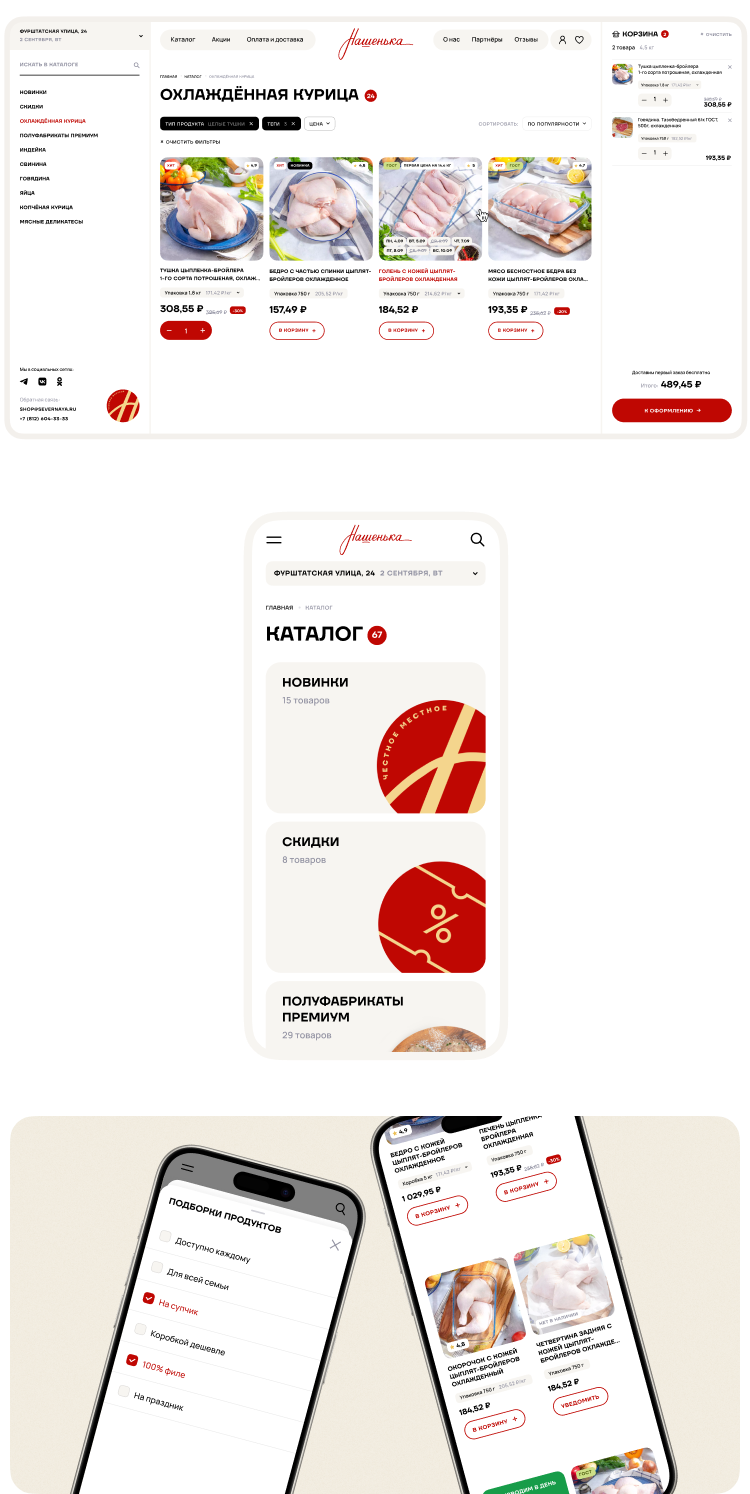 ФУРШТАТСКАЯ УЛИЦА, 24
2 СЕНТЯБРЯ, ВТ
ИСКАТЬ В КАТАЛОГЕ
НОВИНКИ
СКИДКИ
ОХЛАЖДЁННАЯ КУРИЦА
ПОЛУФАБРИКАТЫ ПРЕМИУМ
ИНДЕЙКА
СВИНИНА
ГОВЯДИНА
ЯЙЦА
КОПЧЁНАЯ КУРИЦА
МЯСНЫЕ ДЕЛИКАТЕСЫ
Мы в социальных сетях:
Обратная связь:
SHOP@SEVERNAYA.RU
+7 (812) 604-33-33
Каталог Акции Оплата и доставка
Нашенька
О нас Партнёры Отзывы
ГЛАВНАЯ КАТАЛОГ ОХЛАЖДЁННАЯ КУРИЦА
ОХЛАЖДЁННАЯ КУРИЦА 24
ТИП ПРОДУКТА ЦЕЛЫЕ ТУШКИ ТЕГИ 3 ЦЕНА
СОРТИРОВАТЬ: ПО ПОПУЛЯРНОСТИ
ОЧИСТИТЬ ФИЛЬТРЫ
ХИТ 4,9
ТУШКА ЦЫПЛЕНКА-БРОЙЛЕРА
1-ГО СОРТА ПОТРОШЕНАЯ, ОХЛАЖ...
Упаковка 1,8 кг 171,42 ₽/кг
308,55 ₽ -30%
− 1 +
ХИТ НОВИНКА 4,8
БЕДРО С ЧАСТЬЮ СПИНКИ ЦЫПЛЯТ-
БРОЙЛЕРОВ ОХЛАЖДЕННОЕ
Упаковка 750 г 205,52 ₽/кг
157,49 ₽
В КОРЗИНУ +
ГОСТ ПЕРВАЯ ЦЕНА НА 14.4 КГ 5
ПН, 4.09 ВТ, 5.09 СР, 6.09 ЧТ, 7.09
ПТ, 8.09 СБ, 9.09 ВС, 10.09
ГОЛЕНЬ С КОЖЕЙ ЦЫПЛЯТ-
БРОЙЛЕРОВ ОХЛАЖДЕННАЯ
Упаковка 750 г 214,62 ₽/кг
184,52 ₽
В КОРЗИНУ +
ХИТ ГОСТ 4,7
МЯСО БЕСКОСТНОЕ БЕДРА БЕЗ
КОЖИ ЦЫПЛЯТ-БРОЙЛЕРОВ ОХЛА...
Упаковка 750 г 171,42 ₽/кг
193,35 ₽ -30%
В КОРЗИНУ +
КОРЗИНА 2 ОЧИСТИТЬ
2 товара 4,5 кг
Тушка цыпленка-бройлера
1-го сорта потрошеная, охлажденная
Упаковка 1,8 кг 171,42 ₽/кг
− 1 +
308,55 ₽
Говядина. Тазобедренный б/к ГОСТ,
500г, охлажденная
Упаковка 750 г
− 1 +
193,35 ₽
Доставим первый заказ бесплатно
Итого: 489,45 ₽
К ОФОРМЛЕНИЮ →
Нашенька
ФУРШТАТСКАЯ УЛИЦА, 24 2 СЕНТЯБРЯ, ВТ
ГЛАВНАЯ КАТАЛОГ
КАТАЛОГ 67
НОВИНКИ
15 товаров
ЧЕСТНОЕ МЕСТНОЕ
СКИДКИ
8 товаров
%
ПОЛУФАБРИКАТЫ
ПРЕМИУМ
29 товаров
ПОДБОРКИ ПРОДУКТОВ
Доступно каждому
Для всей семьи
На супчик
Коробкой дешевле
100% филе
На праздник
4,9
БЕДРО С КОЖЕЙ
ЦЫПЛЯТ-БРОЙЛЕРОВ
ОХЛАЖДЕННОЕ
Коробка 5 кг 171,42 ₽/кг
1 029,95 ₽
В КОРЗИНУ +
ПЕЧЕНЬ ЦЫПЛЕНКА
БРОЙЛЕРА
ОХЛАЖДЕННАЯ
Упаковка 750 г
193,35 ₽ -30%
В КОРЗИНУ +
4,8
ОКОРОЧОК С КОЖЕЙ
ЦЫПЛЯТ-БРОЙЛЕРОВ
ОХЛАЖДЕННЫЙ
Упаковка 750 г 205,52 ₽/кг
184,52 ₽
В КОРЗИНУ +
НЕТ В НАЛИЧИИ
ЧЕТВЕРТИНА ЗАДНЯЯ С
КОЖЕЙ ЦЫПЛЯТ-
БРОЙЛЕРОВ ОХЛАЖДЕ...
Упаковка 750 г
184,52 ₽
УВЕДОМИТЬ
В ДЕНЬ
ГОСТ